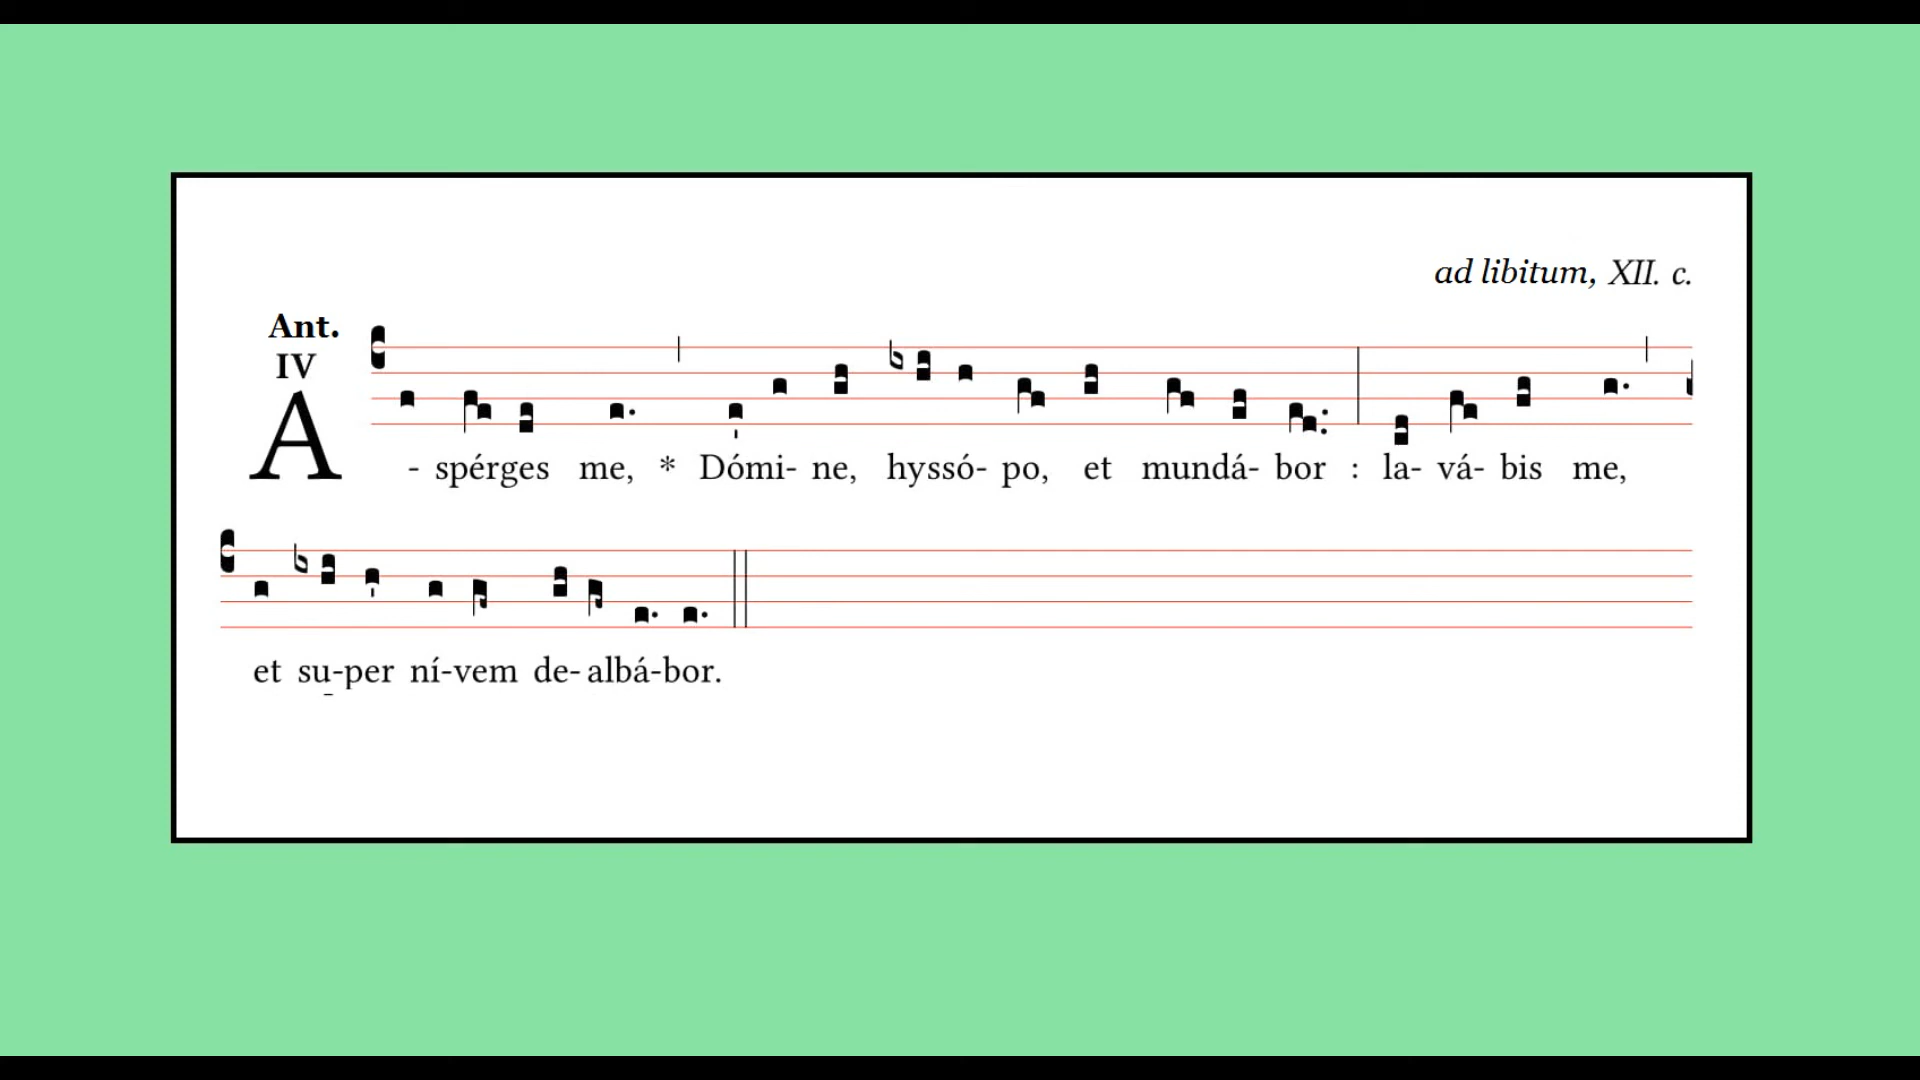 ad libitum, XII. c.
Ant.
IV
A - spérges me, * Dómi- ne, hyssó- po, et mundá- bor : la- vá- bis me,
et su-per ní-vem de- albá-bor.